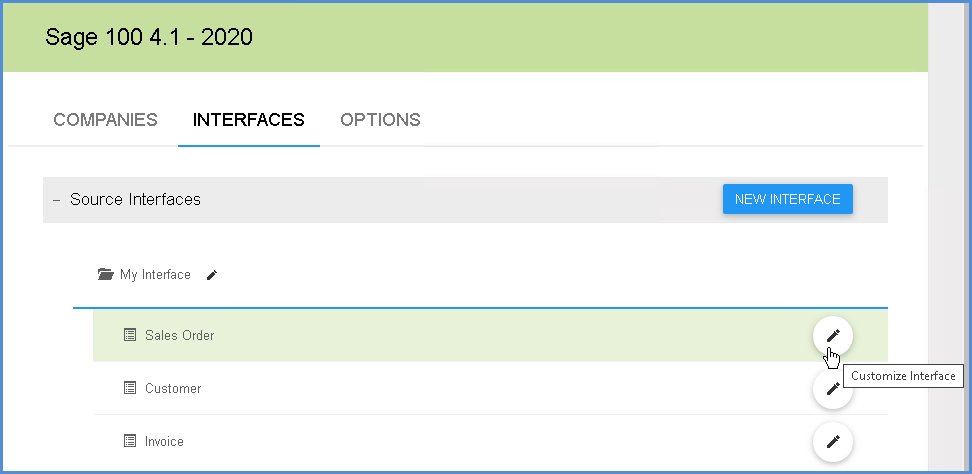 Sage 100 4.1 - 2020
COMPANIES INTERFACES OPTIONS
– Source Interfaces NEW INTERFACE
My Interface
Sales Order
Customize Interface
Customer
Invoice